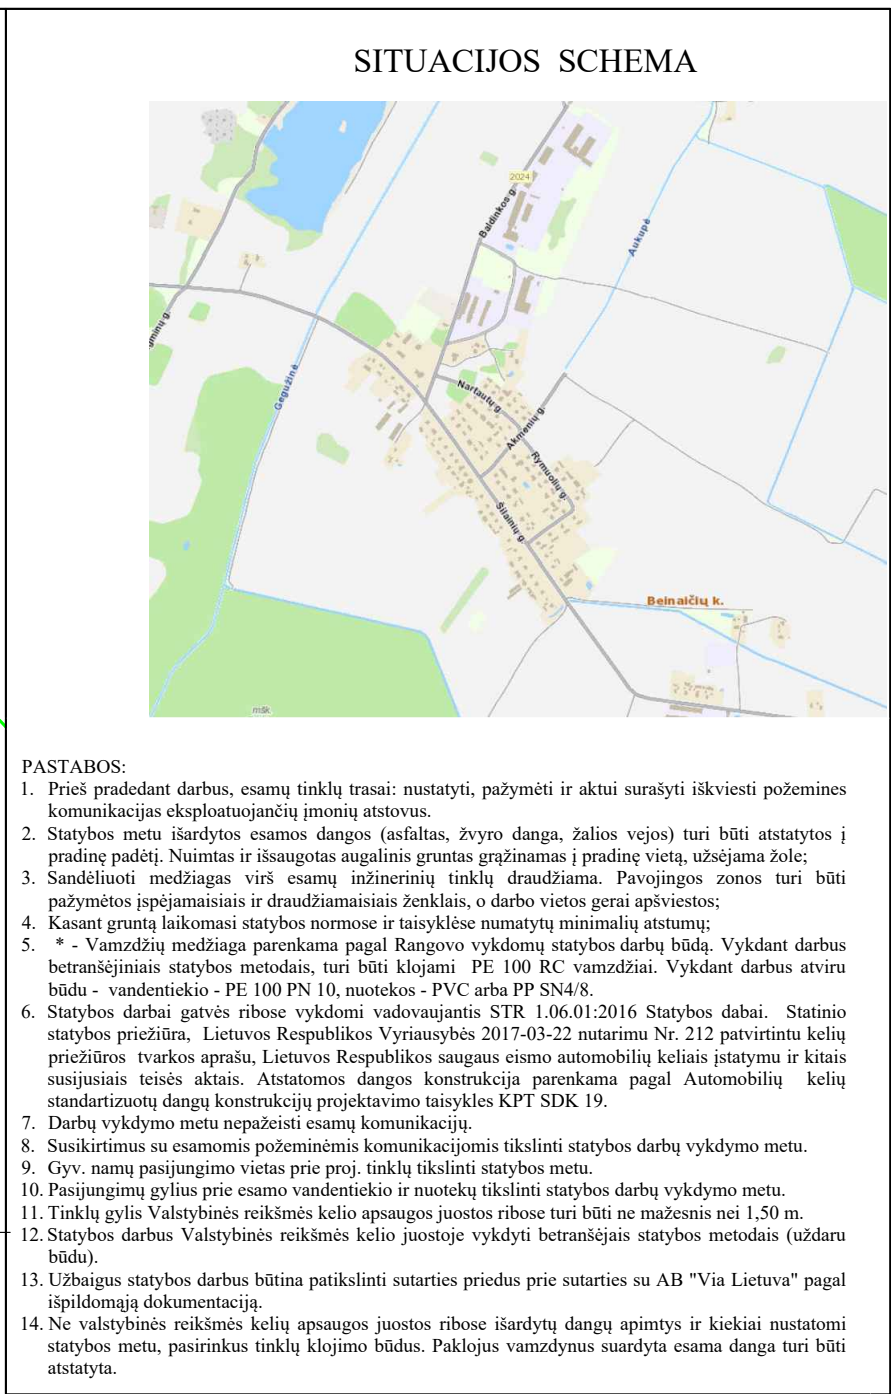 SITUACIJOS SCHEMA
2024
Baldinkos g.
Aukupė
Gegužinė
Nartautų g.
Akmenių g.
Rymuolių g.
Šilainių g.
Beinaičių k.
mšk.
PASTABOS:
1. Prieš pradedant darbus, esamų tinklų trasai: nustatyti, pažymėti ir aktui surašyti iškviesti požemines
komunikacijas eksploatuojančių įmonių atstovus.
2. Statybos metu išardytos esamos dangos (asfaltas, žvyro danga, žalios vejos) turi būti atstatytos į
pradinę padėtį. Nuimtas ir išsaugotas augalinis gruntas grąžinamas į pradinę vietą, užsėjama žole;
3. Sandėliuoti medžiagas virš esamų inžinerinių tinklų draudžiama. Pavojingos zonos turi būti
pažymėtos įspėjamaisiais ir draudžiamaisiais ženklais, o darbo vietos gerai apšviestos;
4. Kasant gruntą laikomasi statybos normose ir taisyklėse numatytų minimalių atstumų;
5. * - Vamzdžių medžiaga parenkama pagal Rangovo vykdomų statybos darbų būdą. Vykdant darbus
betranšėjiniais statybos metodais, turi būti klojami PE 100 RC vamzdžiai. Vykdant darbus atviru
būdu - vandentiekio - PE 100 PN 10, nuotekos - PVC arba PP SN4/8.
6. Statybos darbai gatvės ribose vykdomi vadovaujantis STR 1.06.01:2016 Statybos dabai. Statinio
statybos priežiūra, Lietuvos Respublikos Vyriausybės 2017-03-22 nutarimu Nr. 212 patvirtintu kelių
priežiūros tvarkos aprašu, Lietuvos Respublikos saugaus eismo automobilių keliais įstatymu ir kitais
susijusiais teisės aktais. Atstatomos dangos konstrukcija parenkama pagal Automobilių kelių
standartizuotų dangų konstrukcijų projektavimo taisykles KPT SDK 19.
7. Darbų vykdymo metu nepažeisti esamų komunikacijų.
8. Susikirtimus su esamomis požeminėmis komunikacijomis tikslinti statybos darbų vykdymo metu.
9. Gyv. namų pasijungimo vietas prie proj. tinklų tikslinti statybos metu.
10. Pasijungimų gylius prie esamo vandentiekio ir nuotekų tikslinti statybos darbų vykdymo metu.
11. Tinklų gylis Valstybinės reikšmės kelio apsaugos juostos ribose turi būti ne mažesnis nei 1,50 m.
12. Statybos darbus Valstybinės reikšmės kelio juostoje vykdyti betranšėjais statybos metodais (uždaru
būdu).
13. Užbaigus statybos darbus būtina patikslinti sutarties priedus prie sutarties su AB "Via Lietuva" pagal
išpildomąją dokumentaciją.
14. Ne valstybinės reikšmės kelių apsaugos juostos ribose išardytų dangų apimtys ir kiekiai nustatomi
statybos metu, pasirinkus tinklų klojimo būdus. Paklojus vamzdynus suardyta esama danga turi būti
atstatyta.